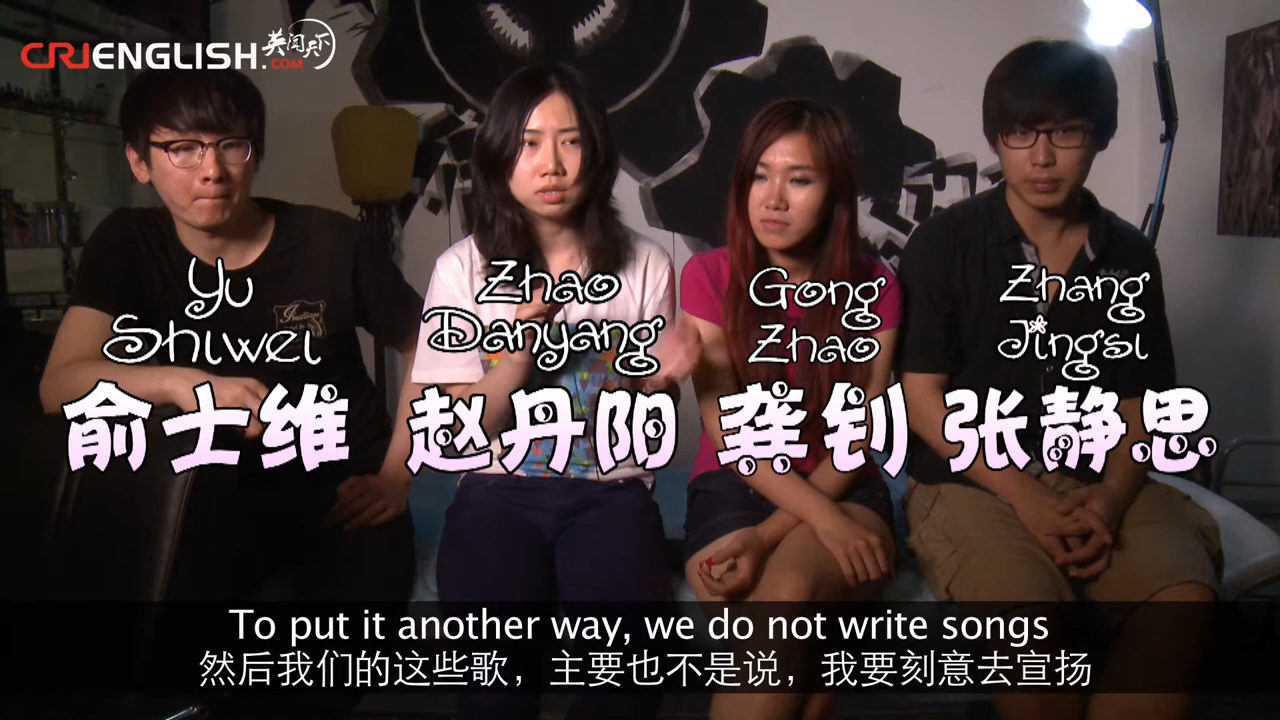 CRIENGLISH.COM 英闻天下
Yu Shiwei
Zhao Danyang
Gong Zhao
Zhang Jingsi
俞士维 赵丹阳 龚钊 张静思
To put it another way, we do not write songs
然后我们的这些歌，主要也不是说，我要刻意去宣扬